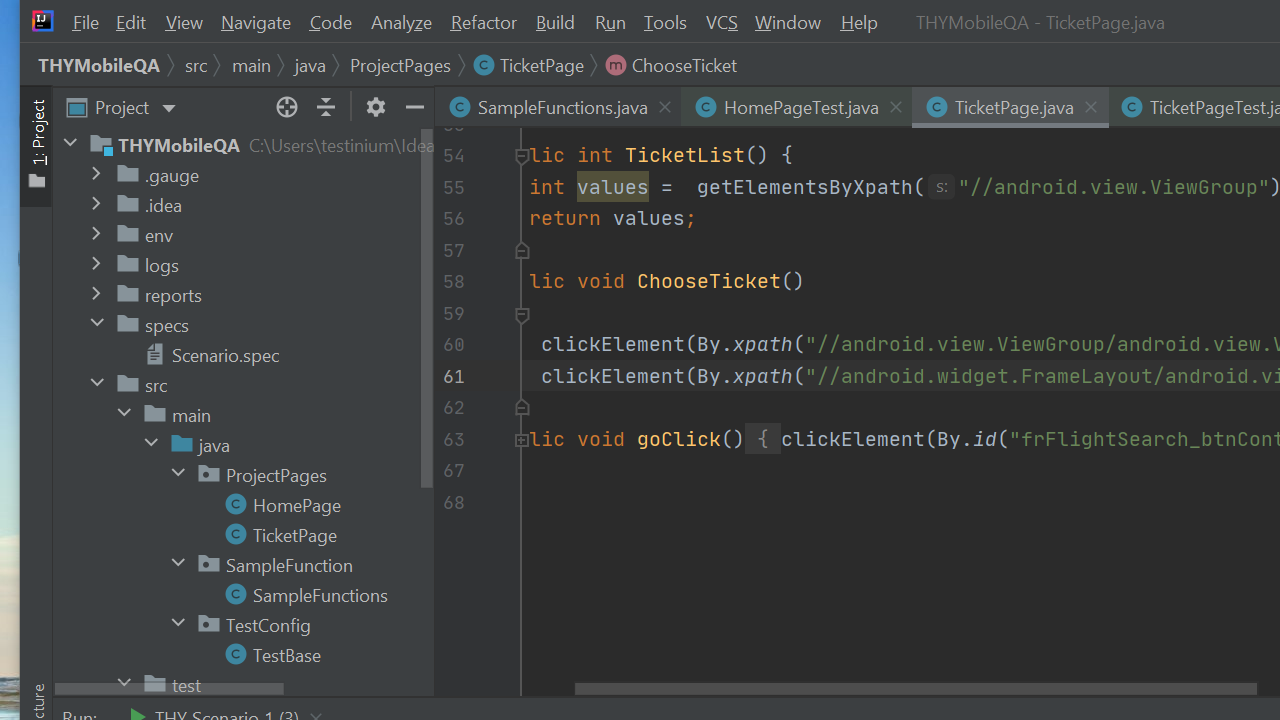 File Edit View Navigate Code Analyze Refactor Build Run Tools VCS Window Help THYMobileQA - TicketPage.java
THYMobileQA src main java ProjectPages TicketPage ChooseTicket
1: Project
Project
SampleFunctions.java HomePageTest.java TicketPage.java TicketPageTest.ja
THYMobileQA C:\Users\testinium\Idea
.gauge
.idea
env
logs
reports
specs
Scenario.spec
src
main
java
ProjectPages
HomePage
TicketPage
SampleFunction
SampleFunctions
TestConfig
TestBase
test
54 lic int TicketList() {
55 int values = getElementsByXpath( s: "//android.view.ViewGroup")
56 return values;
57
58 lic void ChooseTicket()
59
60 clickElement(By.xpath("//android.view.ViewGroup/android.view.V
61 clickElement(By.xpath("//android.widget.FrameLayout/android.vi
62
63 lic void goClick() { clickElement(By.id("frFlightSearch_btnCont
67
68
cture
Run: THY Scenario 1 (3)